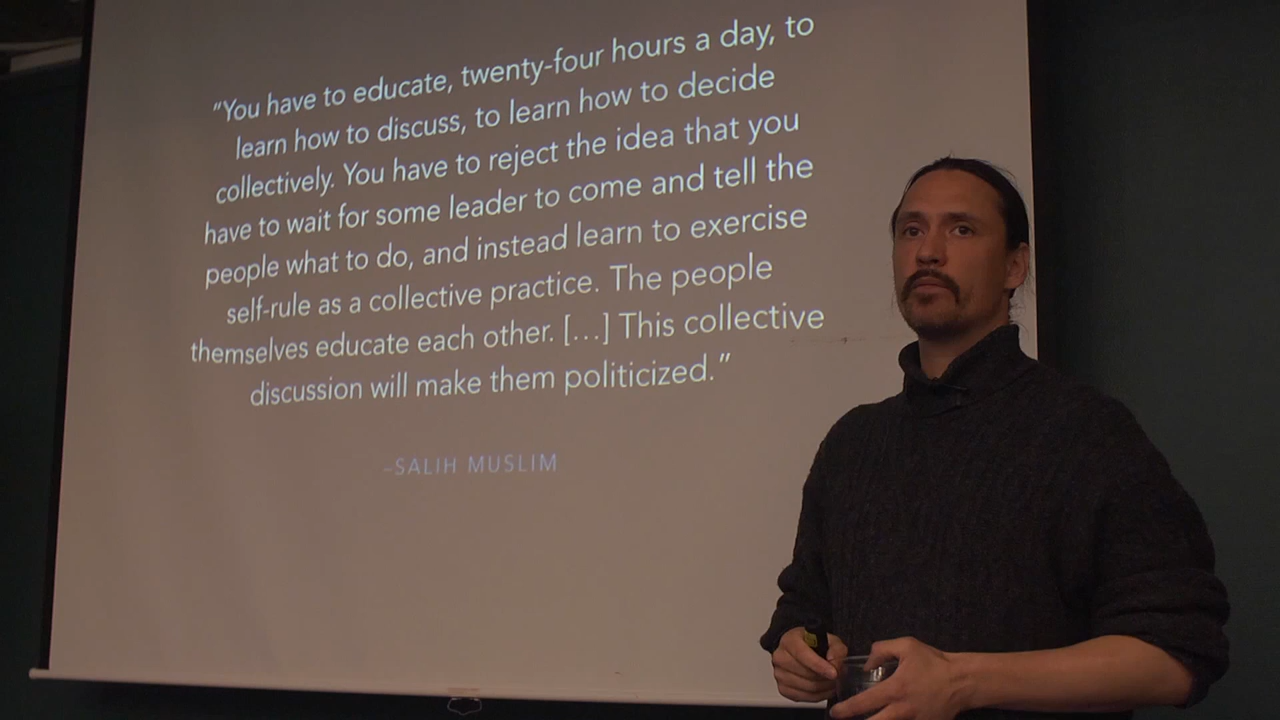 “You have to educate, twenty-four hours a day, to
learn how to discuss, to learn how to decide
collectively. You have to reject the idea that you
have to wait for some leader to come and tell the
people what to do, and instead learn to exercise
self-rule as a collective practice. The people
themselves educate each other. […] This collective
discussion will make them politicized.”
–SALIH MUSLIM